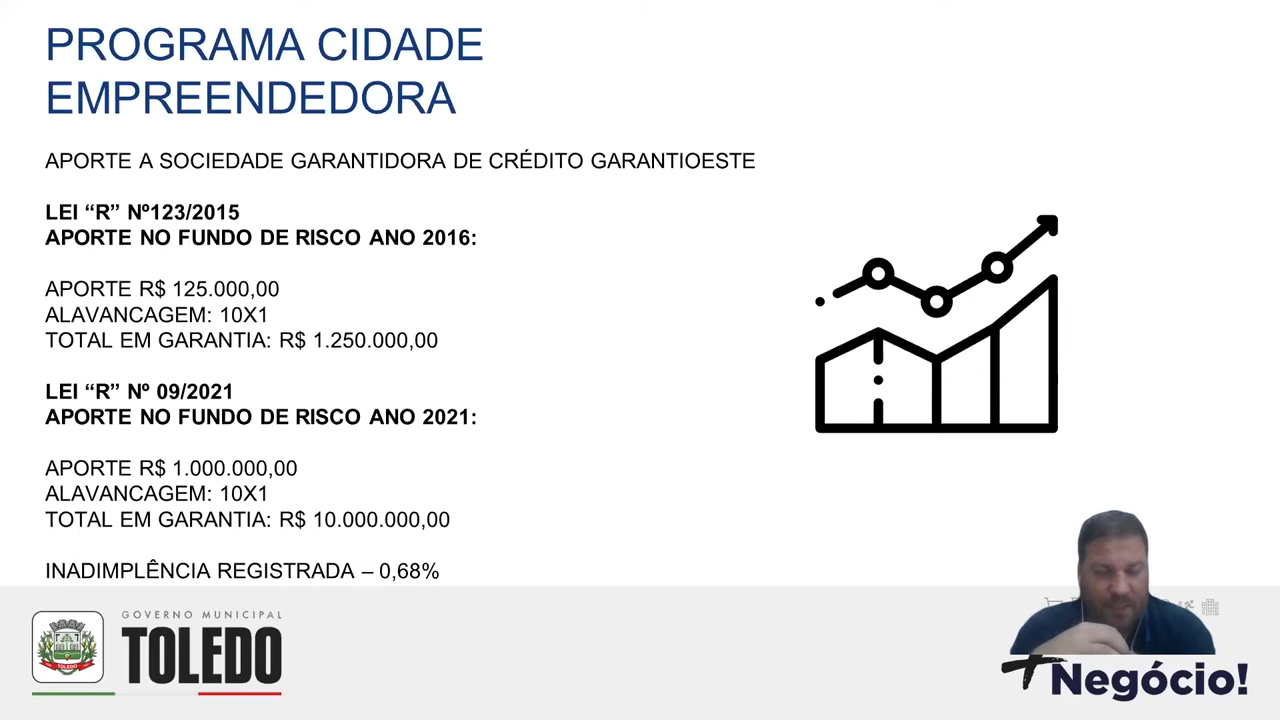 PROGRAMA CIDADE
EMPREENDEDORA
APORTE A SOCIEDADE GARANTIDORA DE CRÉDITO GARANTIOESTE
LEI “R” Nº123/2015
APORTE NO FUNDO DE RISCO ANO 2016:
APORTE R$ 125.000,00
ALAVANCAGEM: 10X1
TOTAL EM GARANTIA: R$ 1.250.000,00
LEI “R” Nº 09/2021
APORTE NO FUNDO DE RISCO ANO 2021:
APORTE R$ 1.000.000,00
ALAVANCAGEM: 10X1
TOTAL EM GARANTIA: R$ 10.000.000,00
INADIMPLÊNCIA REGISTRADA – 0,68%
GOVERNO MUNICIPAL
TOLEDO
TOLEDO
+Negócio!